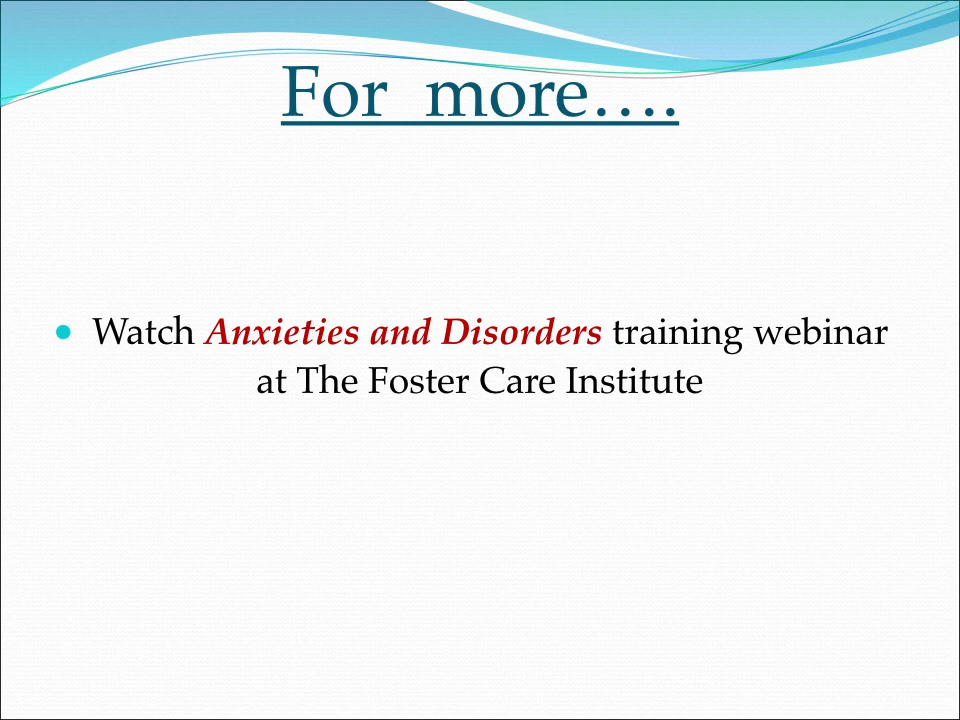 For more….
• Watch Anxieties and Disorders training webinar
at The Foster Care Institute